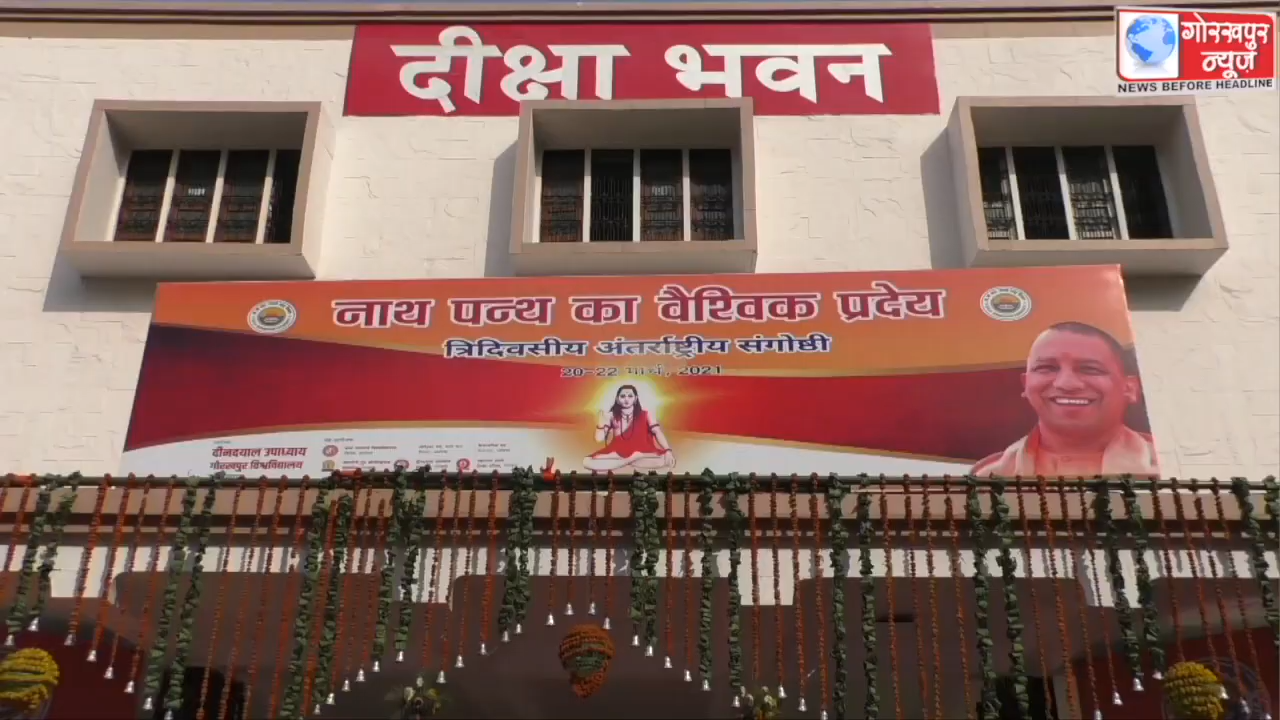 दीक्षा भवन
गोरखपुर
न्यूज़
NEWS BEFORE HEADLINE
नाथ पन्थ का वैश्विक प्रदेय
त्रिदिवसीय अंतर्राष्ट्रीय संगोष्ठी
20-22 मार्च, 2021
दीनदयाल उपाध्याय
गोरखपुर विश्वविद्यालय